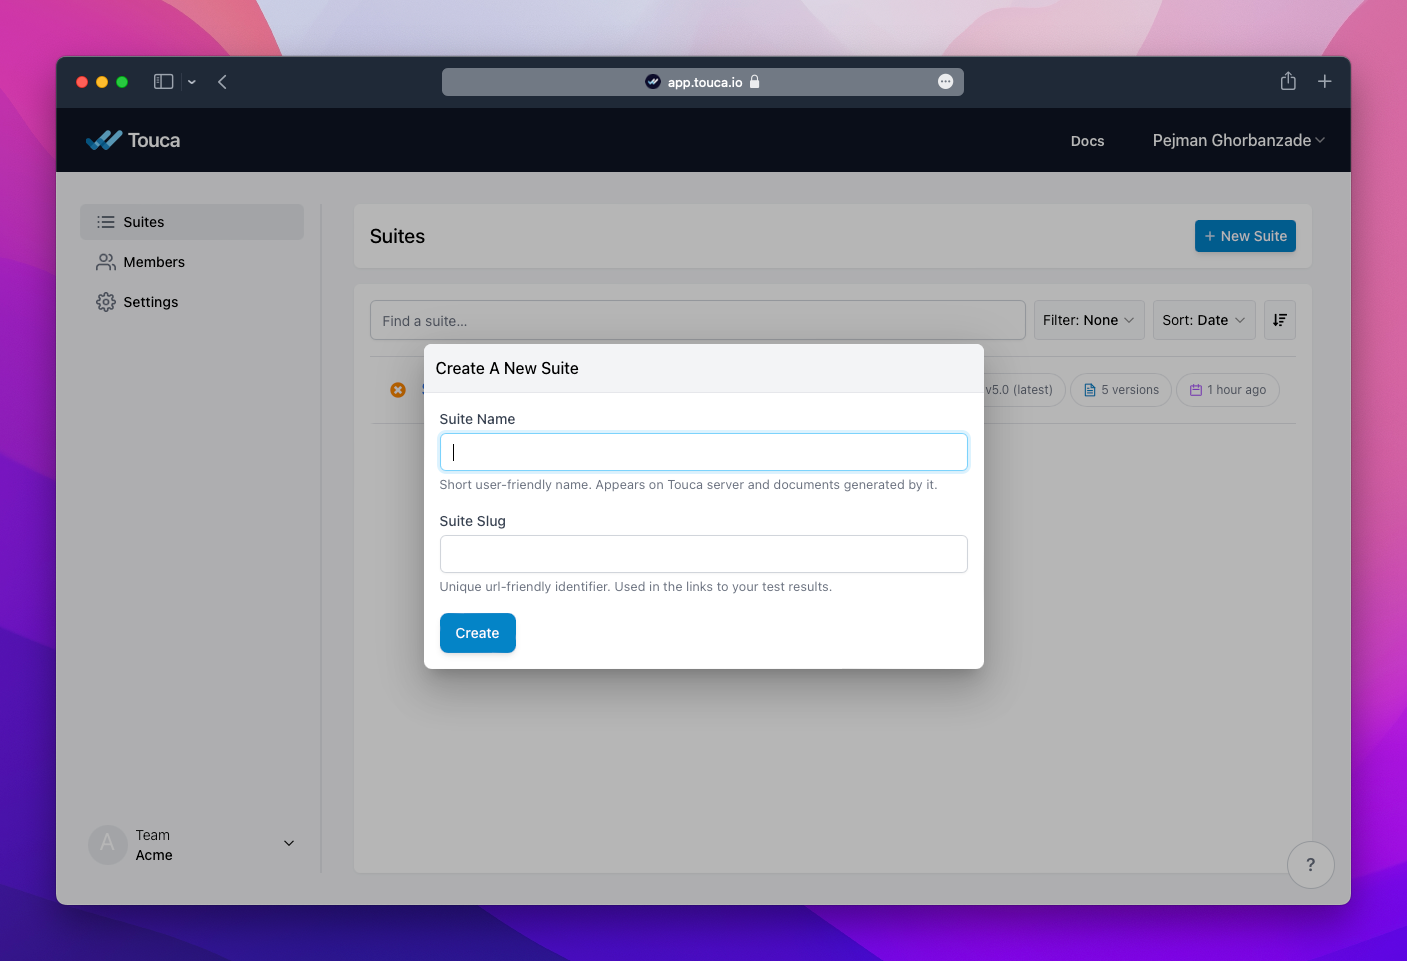 app.touca.io
Touca
Docs
Pejman Ghorbanzade
Suites
Members
Settings
Suites
+ New Suite
Find a suite...
Filter: None
Sort: Date
v5.0 (latest)
5 versions
1 hour ago
Create A New Suite
Suite Name
Short user-friendly name. Appears on Touca server and documents generated by it.
Suite Slug
Unique url-friendly identifier. Used in the links to your test results.
Create
A
Team
Acme
?